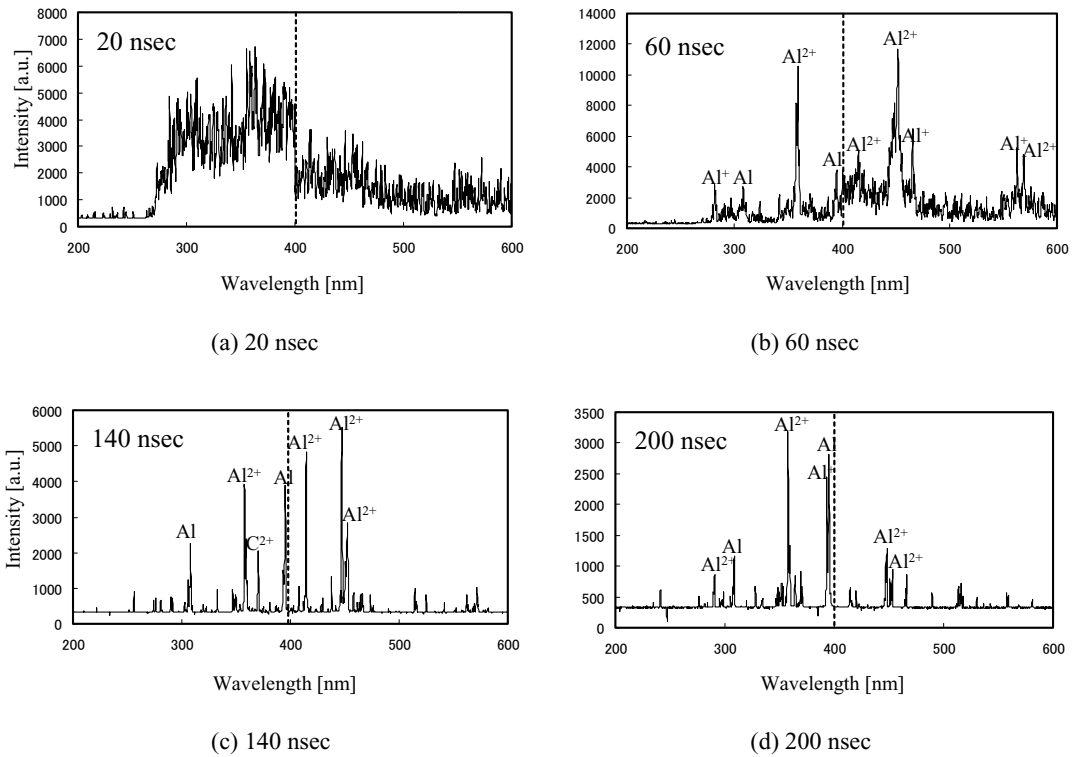 8000
7000
6000
5000
4000
3000
2000
1000
0
20 nsec
Intensity [a.u.]
200 300 400 500 600
Wavelength [nm]
(a) 20 nsec
14000
12000
10000
8000
6000
4000
2000
0
60 nsec
Al²⁺
Al²⁺
Al⁺ Al
Al
Al²⁺
Al⁺
Al⁺
Al²⁺
200 300 400 500 600
Wavelength [nm]
(b) 60 nsec
6000
5000
4000
3000
2000
1000
0
140 nsec
Intensity [a.u.]
Al
Al²⁺
C²⁺
Al
Al²⁺
Al²⁺
Al²⁺
200 300 400 500 600
Wavelength [nm]
(c) 140 nsec
3500
3000
2500
2000
1500
1000
500
0
200 nsec
Al²⁺
Al
Al²⁺
Al
Al²⁺
Al²⁺
200 300 400 500 600
Wavelength [nm]
(d) 200 nsec